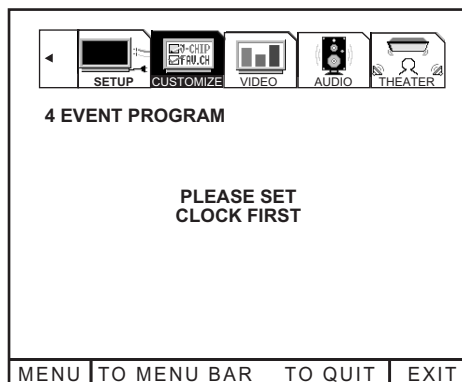 V-CHIP
FAV.CH
SETUP CUSTOMIZE VIDEO AUDIO THEATER
4 EVENT PROGRAM
PLEASE SET
CLOCK FIRST
MENU TO MENU BAR TO QUIT EXIT